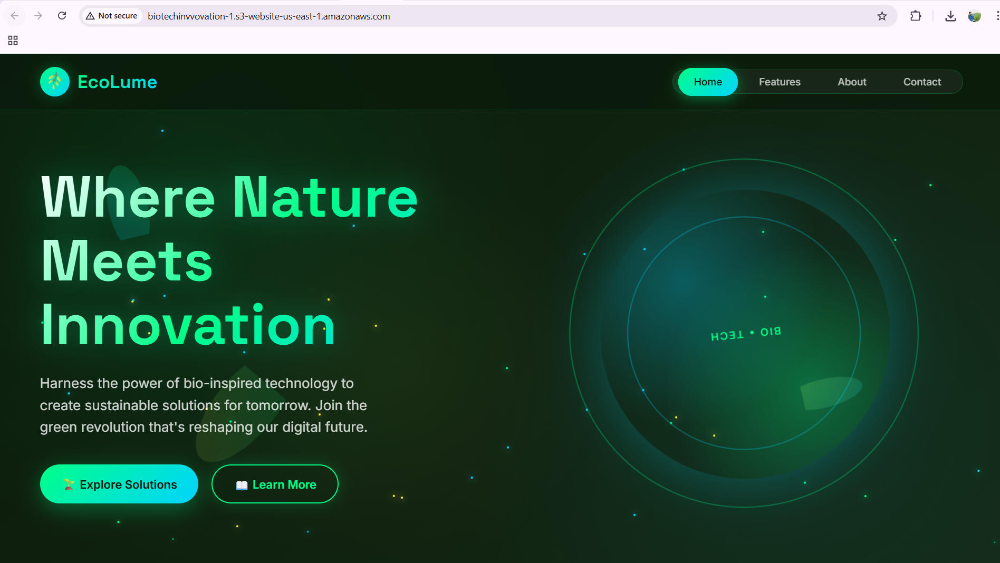 Not secure
biotechinvvovation-1.s3-website-us-east-1.amazonaws.com
EcoLume
Home
Features
About
Contact
Where Nature
Meets
Innovation
Harness the power of bio-inspired technology to
create sustainable solutions for tomorrow. Join the
green revolution that's reshaping our digital future.
Explore Solutions
Learn More
BIO • TECH